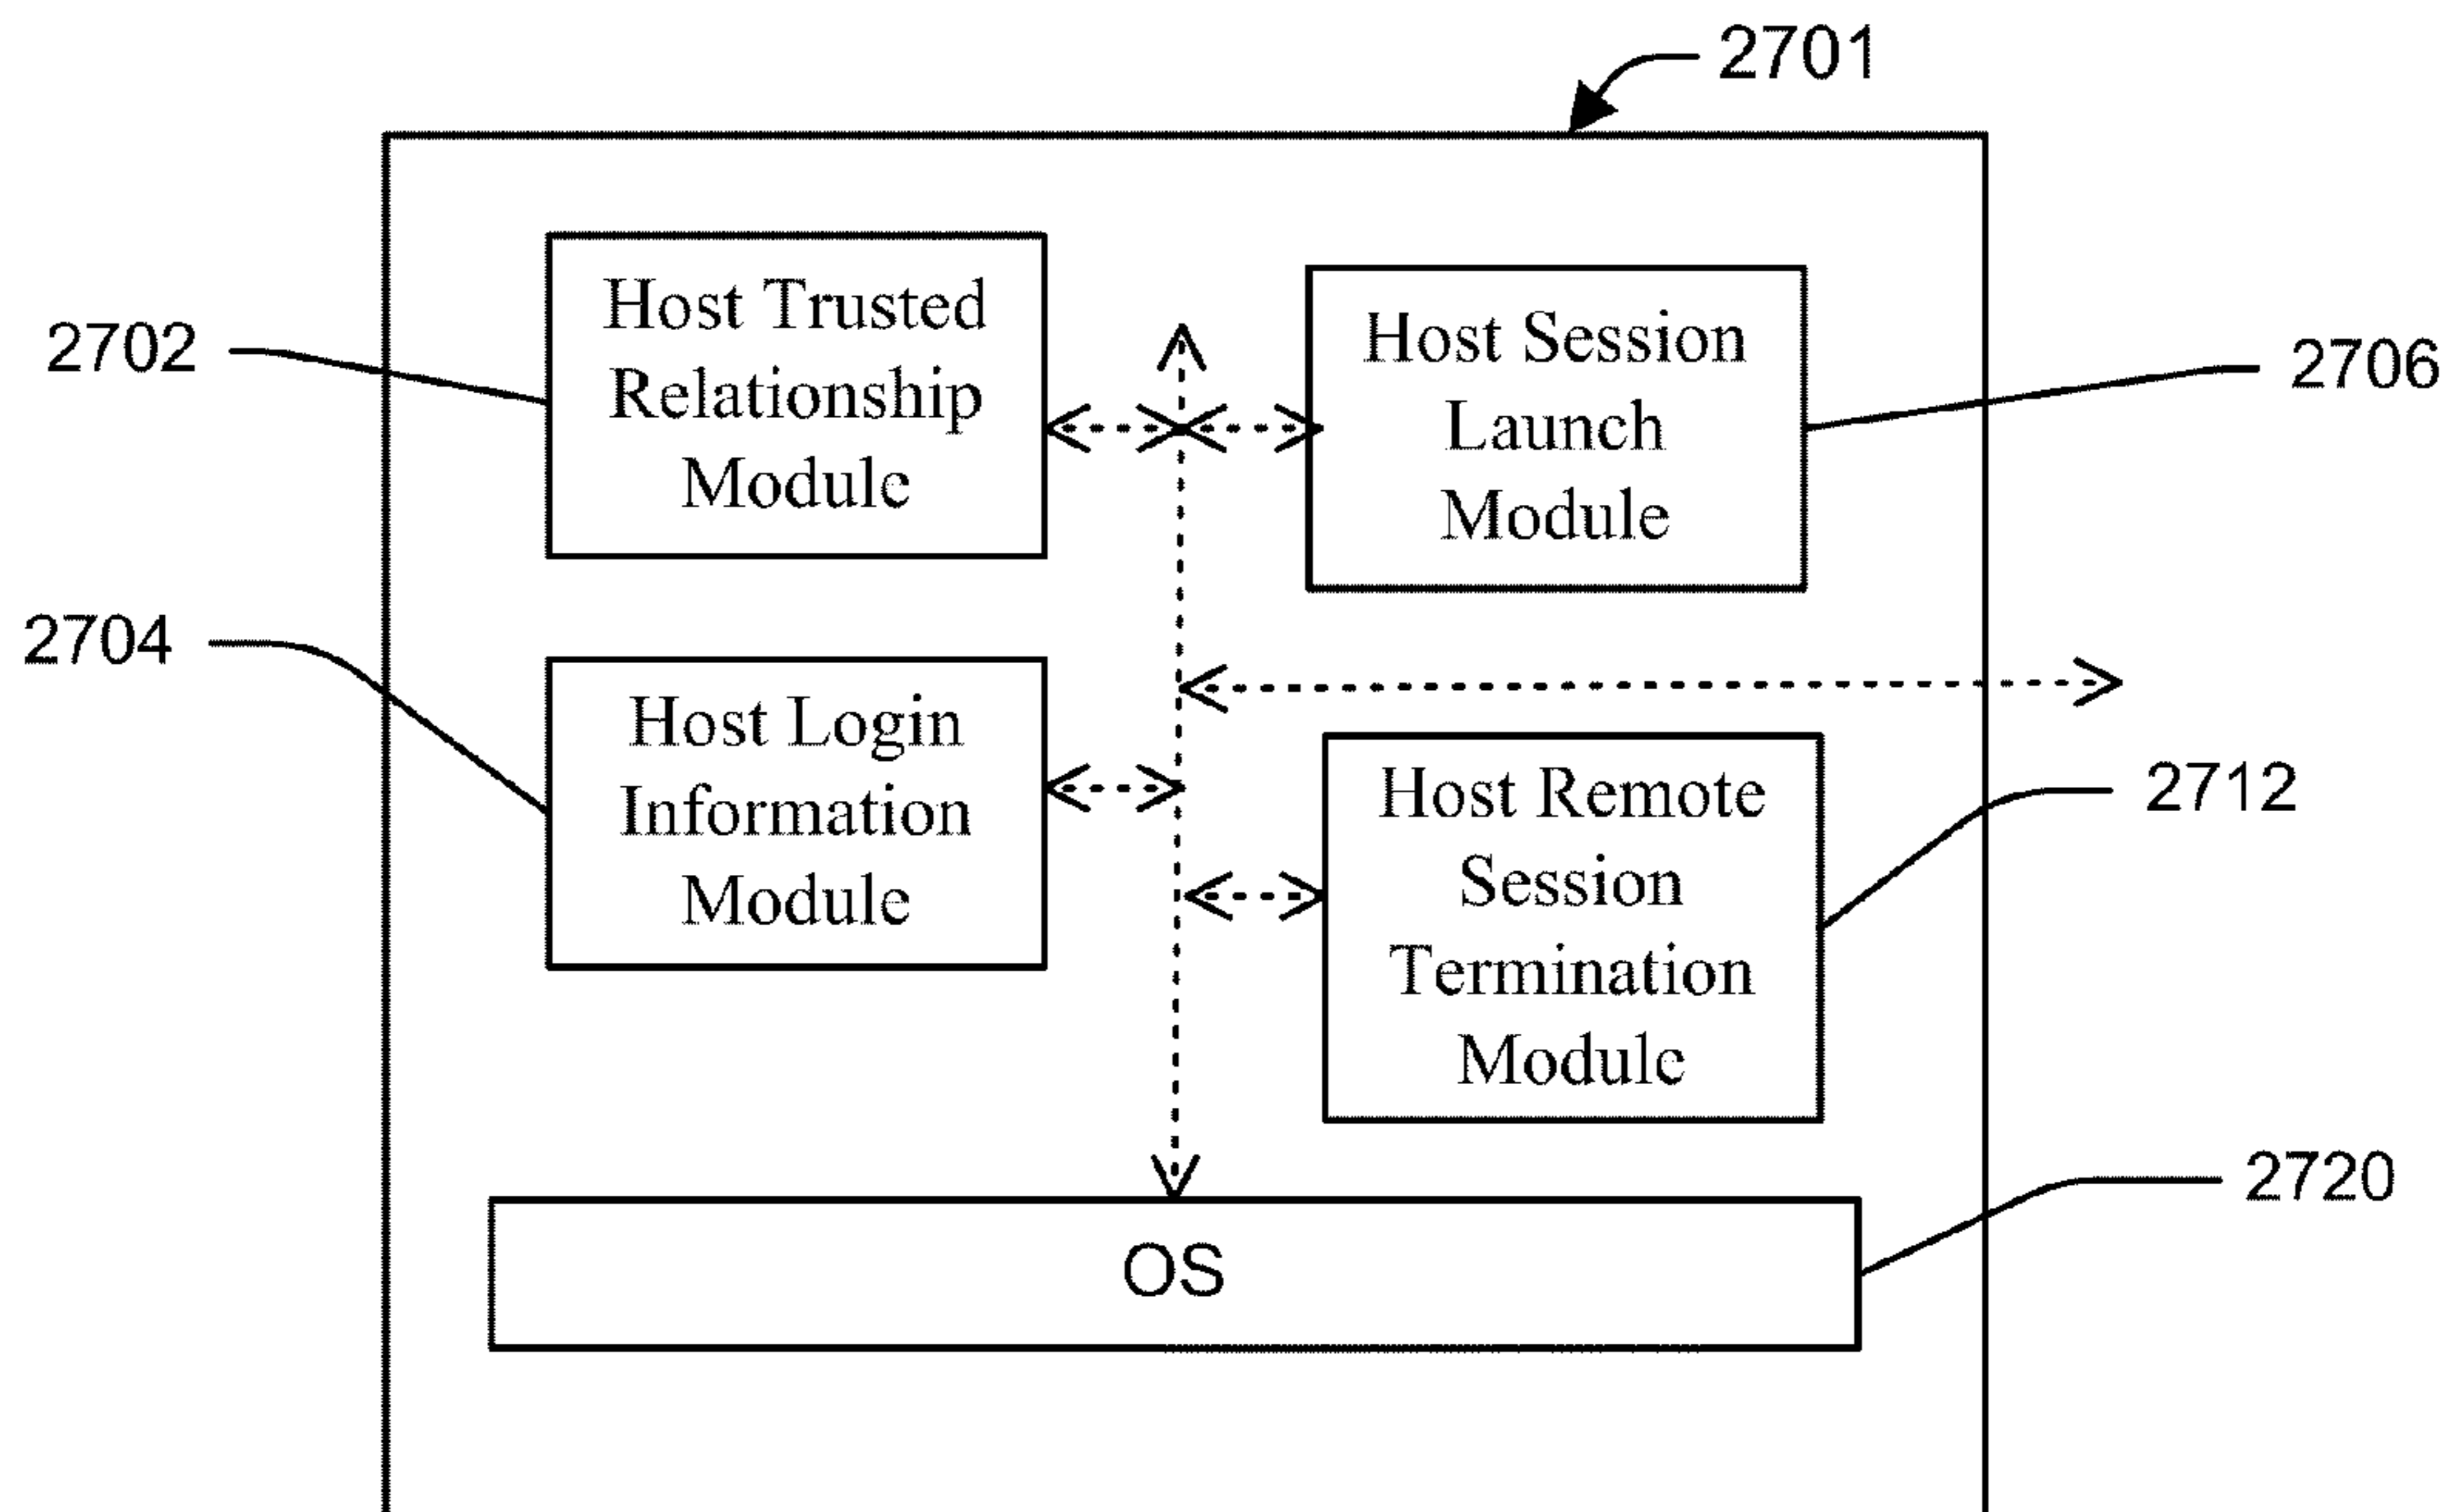 2701
Host Trusted
Relationship
Module
2702
Host Session
Launch
Module
2706
2704
Host Login
Information
Module
Host Remote
Session
Termination
Module
2712
OS
2720